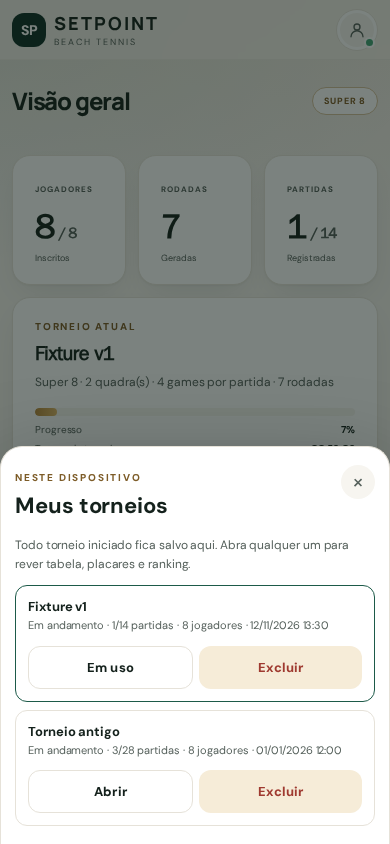 SP
SETPOINT
BEACH TENNIS
Visão geral
SUPER 8
JOGADORES
8 / 8
Inscritos
RODADAS
7
Geradas
PARTIDAS
1 / 14
Registradas
TORNEIO ATUAL
Fixture v1
Super 8 · 2 quadra(s) · 4 games por partida · 7 rodadas
Progresso
7%
NESTE DISPOSITIVO
Meus torneios
Todo torneio iniciado fica salvo aqui. Abra qualquer um para
rever tabela, placares e ranking.
Fixture v1
Em andamento · 1/14 partidas · 8 jogadores · 12/11/2026 13:30
Em uso
Excluir
Torneio antigo
Em andamento · 3/28 partidas · 8 jogadores · 01/01/2026 12:00
Abrir
Excluir